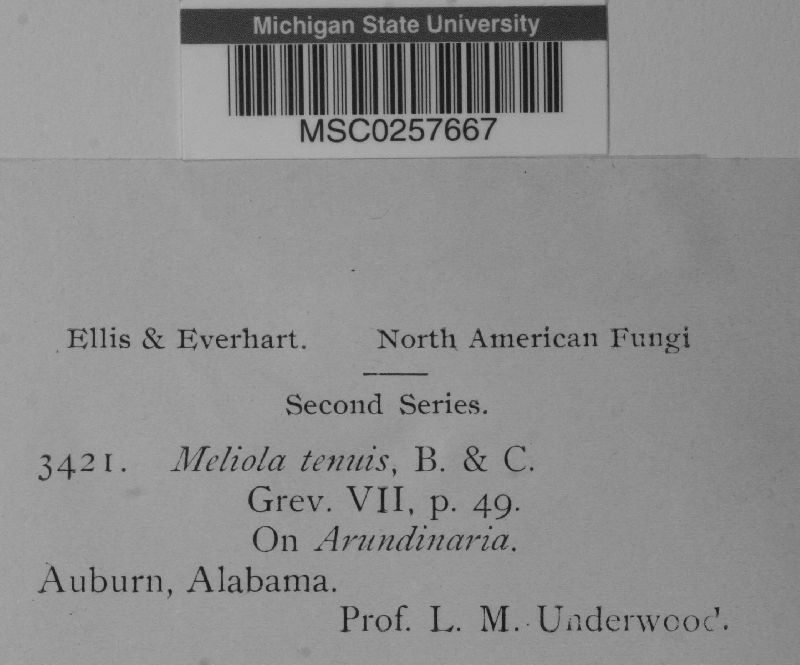 Michigan State University
MSC0257667
Ellis & Everhart. North American Fungi
Second Series.
3421. Meliola tenuis, B. & C.
Grev. VII, p. 49.
On Arundinaria.
Auburn, Alabama.
Prof. L. M. Underwood.